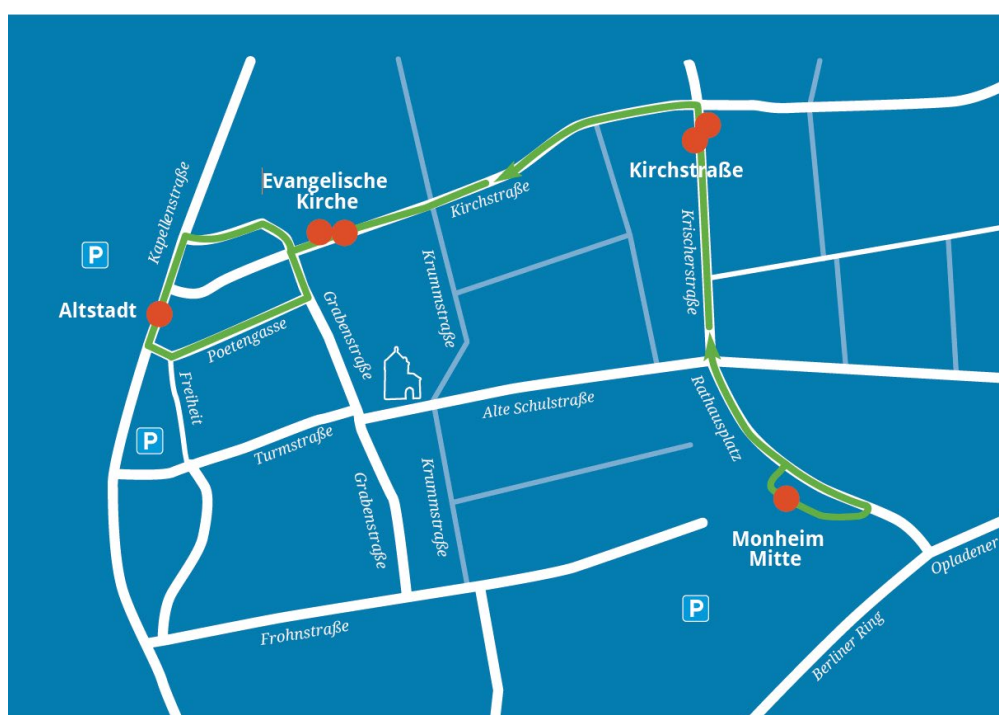 Kapellenstraße
Evangelische
Kirche
Kirchstraße
Kirchstraße
Krischerstraße
P
Altstadt
Poetengasse
Grabenstraße
Krummstraße
Freiheit
Alte Schulstraße
Rathausplatz
P
Turmstraße
Grabenstraße
Krummstraße
Monheim
Mitte
Opladener
P
Frohnstraße
Berliner Ring